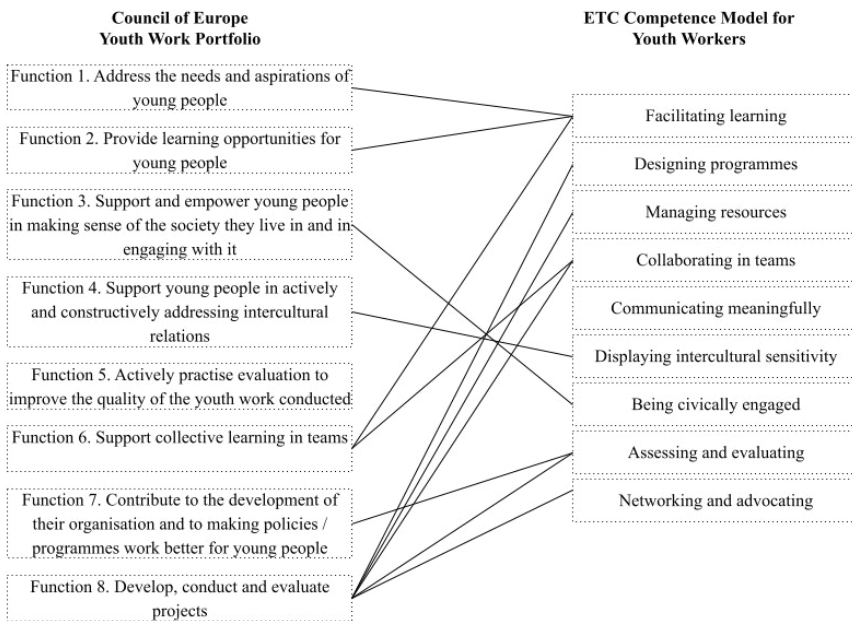 Council of Europe
Youth Work Portfolio
Function 1. Address the needs and aspirations of
young people
Function 2. Provide learning opportunities for
young people
Function 3. Support and empower young people
in making sense of the society they live in and in
engaging with it
Function 4. Support young people in actively
and constructively addressing intercultural
relations
Function 5. Actively practise evaluation to
improve the quality of the youth work conducted
Function 6. Support collective learning in teams
Function 7. Contribute to the development of
their organisation and to making policies /
programmes work better for young people
Function 8. Develop, conduct and evaluate
projects
ETC Competence Model for
Youth Workers
Facilitating learning
Designing programmes
Managing resources
Collaborating in teams
Communicating meaningfully
Displaying intercultural sensitivity
Being civically engaged
Assessing and evaluating
Networking and advocating